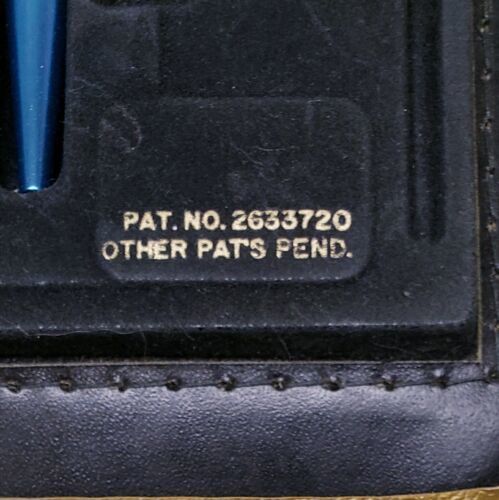 PAT. NO. 2633720
OTHER PAT'S PEND.